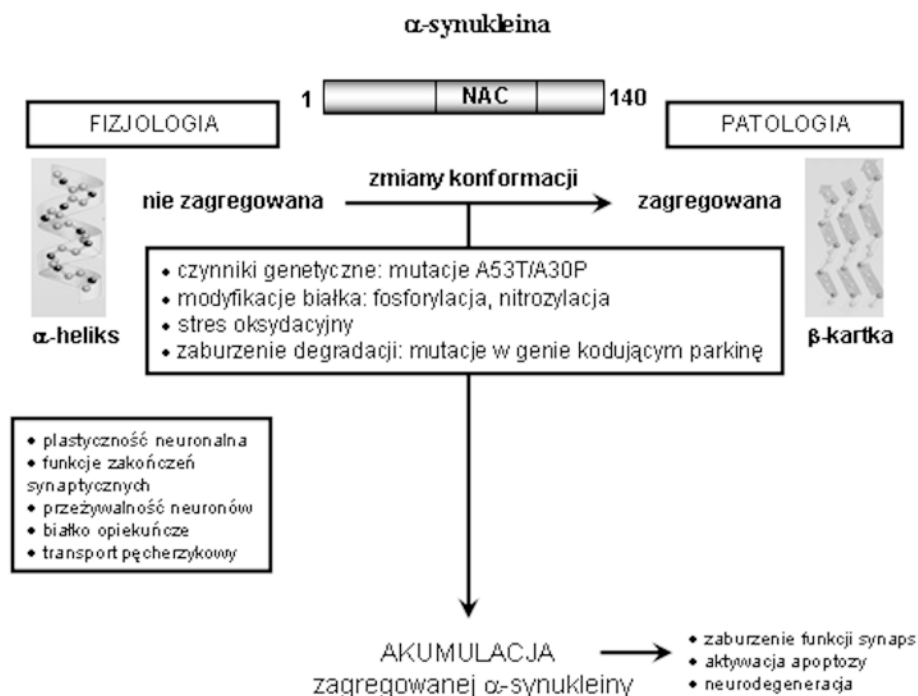 α-synukleina
1 NAC 140
FIZJOLOGIA
PATOLOGIA
zmiany konformacji
nie zagregowana
zagregowana
α-heliks
β-kartka
• czynniki genetyczne: mutacje A53T/A30P
• modyfikacje białka: fosforylacja, nitrozylacja
• stres oksydacyjny
• zaburzenie degradacji: mutacje w genie kodującym parkinę
• plastyczność neuronalna
• funkcje zakończeń
synaptycznych
• przeżywalność neuronów
• białko opiekuńcze
• transport pęcherzykowy
AKUMULACJA
zagregowanej α-synukleiny
• zaburzenie funkcji synaps
• aktywacja apoptozy
• neurodegeneracja